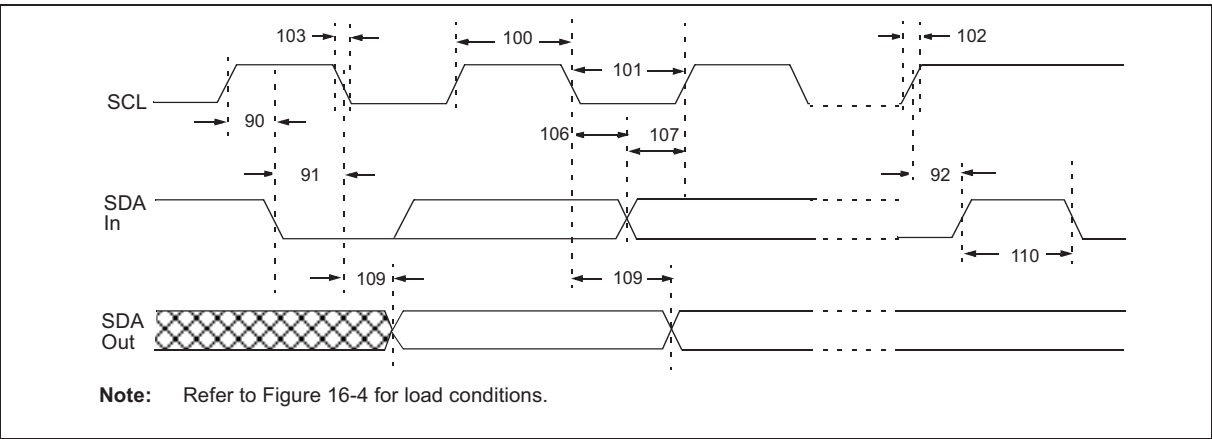 103
100
102
101
SCL
90
106
107
91
92
SDA
In
109
109
110
SDA
Out
Note: Refer to Figure 16-4 for load conditions.